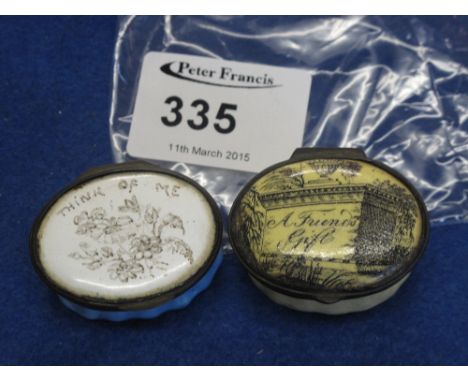 Peter Francis
335
11th March 2015
THINK OF ME
A Friend's
Gift